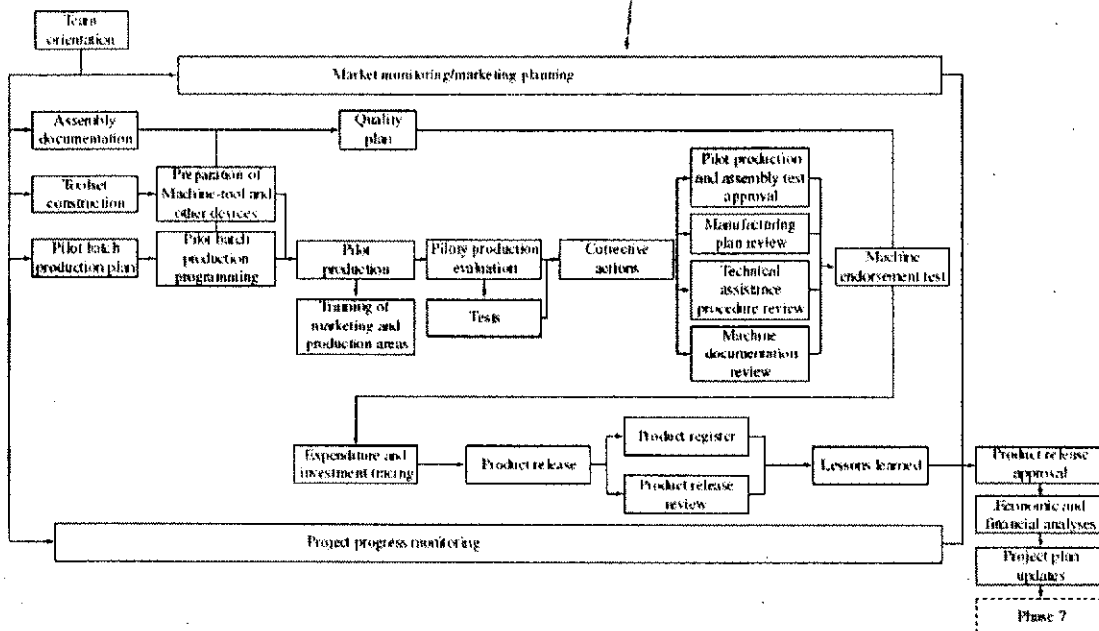 Team
orientation
Market monitoring/marketing planning
Assembly
documentation
Quality
plan
Toolset
construction
Preparation of
Machine-tool and
other devices
Pilot batch
production plan
Pilot batch
production
programming
Pilot
production
Training of
marketing and
production areas
Piloty production
evaluation
Tests
Corrective
actions
Pilot production
and assembly test
approval
Manufacturing
plan review
Technical
assistance
procedure review
Machine
documentation
review
Machine
endorsement test
Expenditure and
investment tracing
Product release
Product register
Product release
review
Lessons learned
Product release
approval
Economic and
financial analyses
Project plan
updates
Phase 7
Project progress monitoring